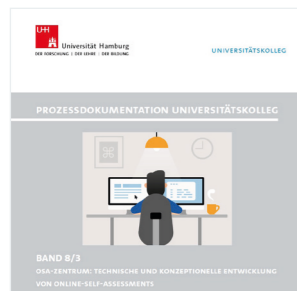 UH
Universität Hamburg
DER FORSCHUNG | DER LEHRE | DER BILDUNG
UNIVERSITÄTSKOLLEG
PROZESSDOKUMENTATION UNIVERSITÄTSKOLLEG
BAND 8/3
OSA-ZENTRUM: TECHNISCHE UND KONZEPTIONELLE ENTWICKLUNG
VON ONLINE-SELF-ASSESSMENTS